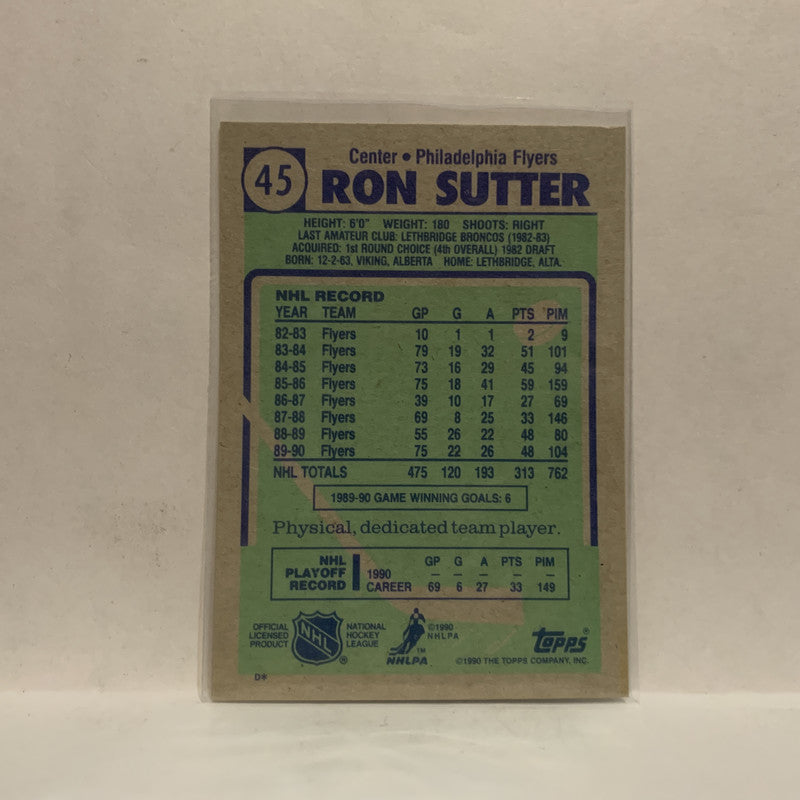 45
Center • Philadelphia Flyers
RON SUTTER
HEIGHT: 6'0" WEIGHT: 180 SHOOTS: RIGHT
LAST AMATEUR CLUB: LETHBRIDGE BRONCOS (1982-83)
ACQUIRED: 1st ROUND CHOICE (4th OVERALL) 1982 DRAFT
BORN: 12-2-63, VIKING, ALBERTA HOME: LETHBRIDGE, ALTA.
NHL RECORD
YEAR TEAM GP G A PTS PIM
82-83 Flyers 10 1 1 2 9
83-84 Flyers 79 19 32 51 101
84-85 Flyers 73 16 29 45 94
85-86 Flyers 75 18 41 59 159
86-87 Flyers 39 10 17 27 69
87-88 Flyers 69 8 25 33 146
88-89 Flyers 55 26 22 48 80
89-90 Flyers 75 22 26 48 104
NHL TOTALS 475 120 193 313 762
1989-90 GAME WINNING GOALS: 6
Physical, dedicated team player.
NHL PLAYOFF RECORD
GP G A PTS PIM
1990 – – – – –
CAREER 69 6 27 33 149
OFFICIAL LICENSED PRODUCT
NHL ®
NATIONAL HOCKEY LEAGUE
©1990 NHLPA
NHLPA ™
TOPPS ®
©1990 THE TOPPS COMPANY, INC.
D*